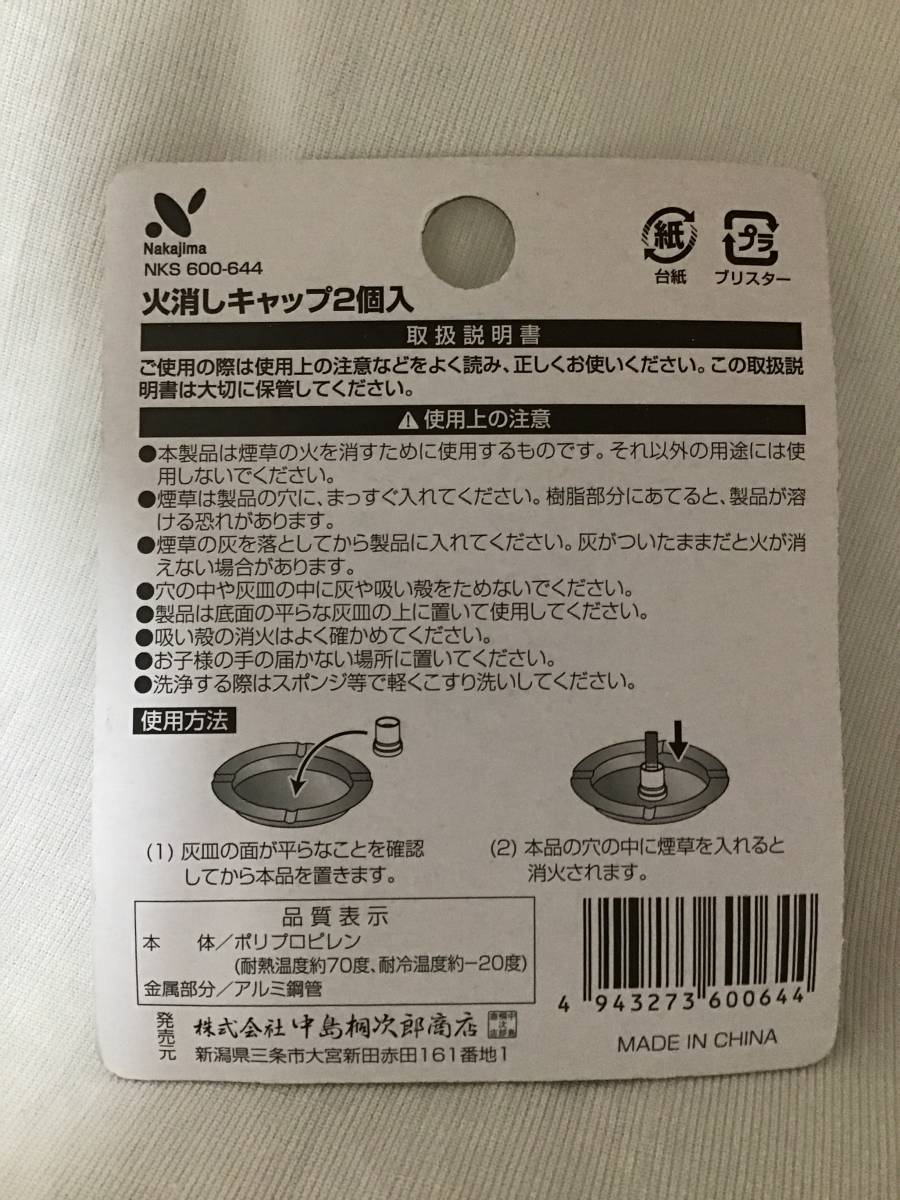 Nakajima
NKS 600-644
紙
台紙
プラ
ブリスター
火消しキャップ2個入
取扱説明書
ご使用の際は使用上の注意などをよく読み、正しくお使いください。この取扱説
明書は大切に保管してください。
使用上の注意
●本製品は煙草の火を消すために使用するものです。それ以外の用途には使
用しないでください。
●煙草は製品の穴に、まっすぐ入れてください。樹脂部分にあてると、製品が溶
ける恐れがあります。
●煙草の灰を落としてから製品に入れてください。灰がついたままだと火が消
えない場合があります。
●穴の中や灰皿の中に灰や吸い殻をためないでください。
●製品は底面の平らな灰皿の上に置いて使用してください。
●吸い殻の消火はよく確かめてください。
●お子様の手の届かない場所に置いてください。
●洗浄する際はスポンジ等で軽くこすり洗いしてください。
使用方法
(1) 灰皿の面が平らなことを確認
してから本品を置きます。
(2) 本品の穴の中に煙草を入れると
消火されます。
品質表示
本　体／ポリプロピレン
(耐熱温度約70度、耐冷温度約−20度)
金属部分／アルミ鋼管
発売元
株式会社中島桐次郎商店
新潟県三条市大宮新田赤田161番地1
4 943273 600644
MADE IN CHINA